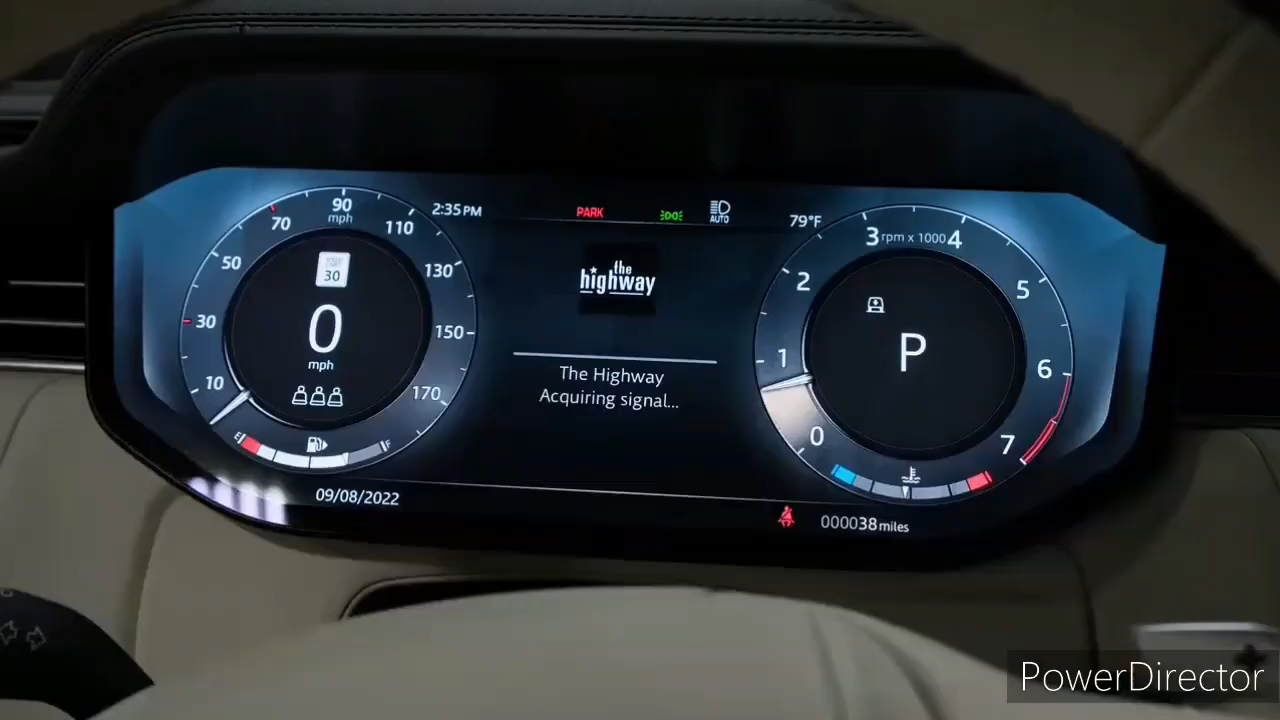 90
mph
70
110
50
130
30
150
10
170
30
0
mph
E
F
2:35 PM
PARK
AUTO
79°F
the
highway
The Highway
Acquiring signal...
3 rpm x 1000 4
2
5
1
6
0
7
P
09/08/2022
000038 miles
PowerDirector